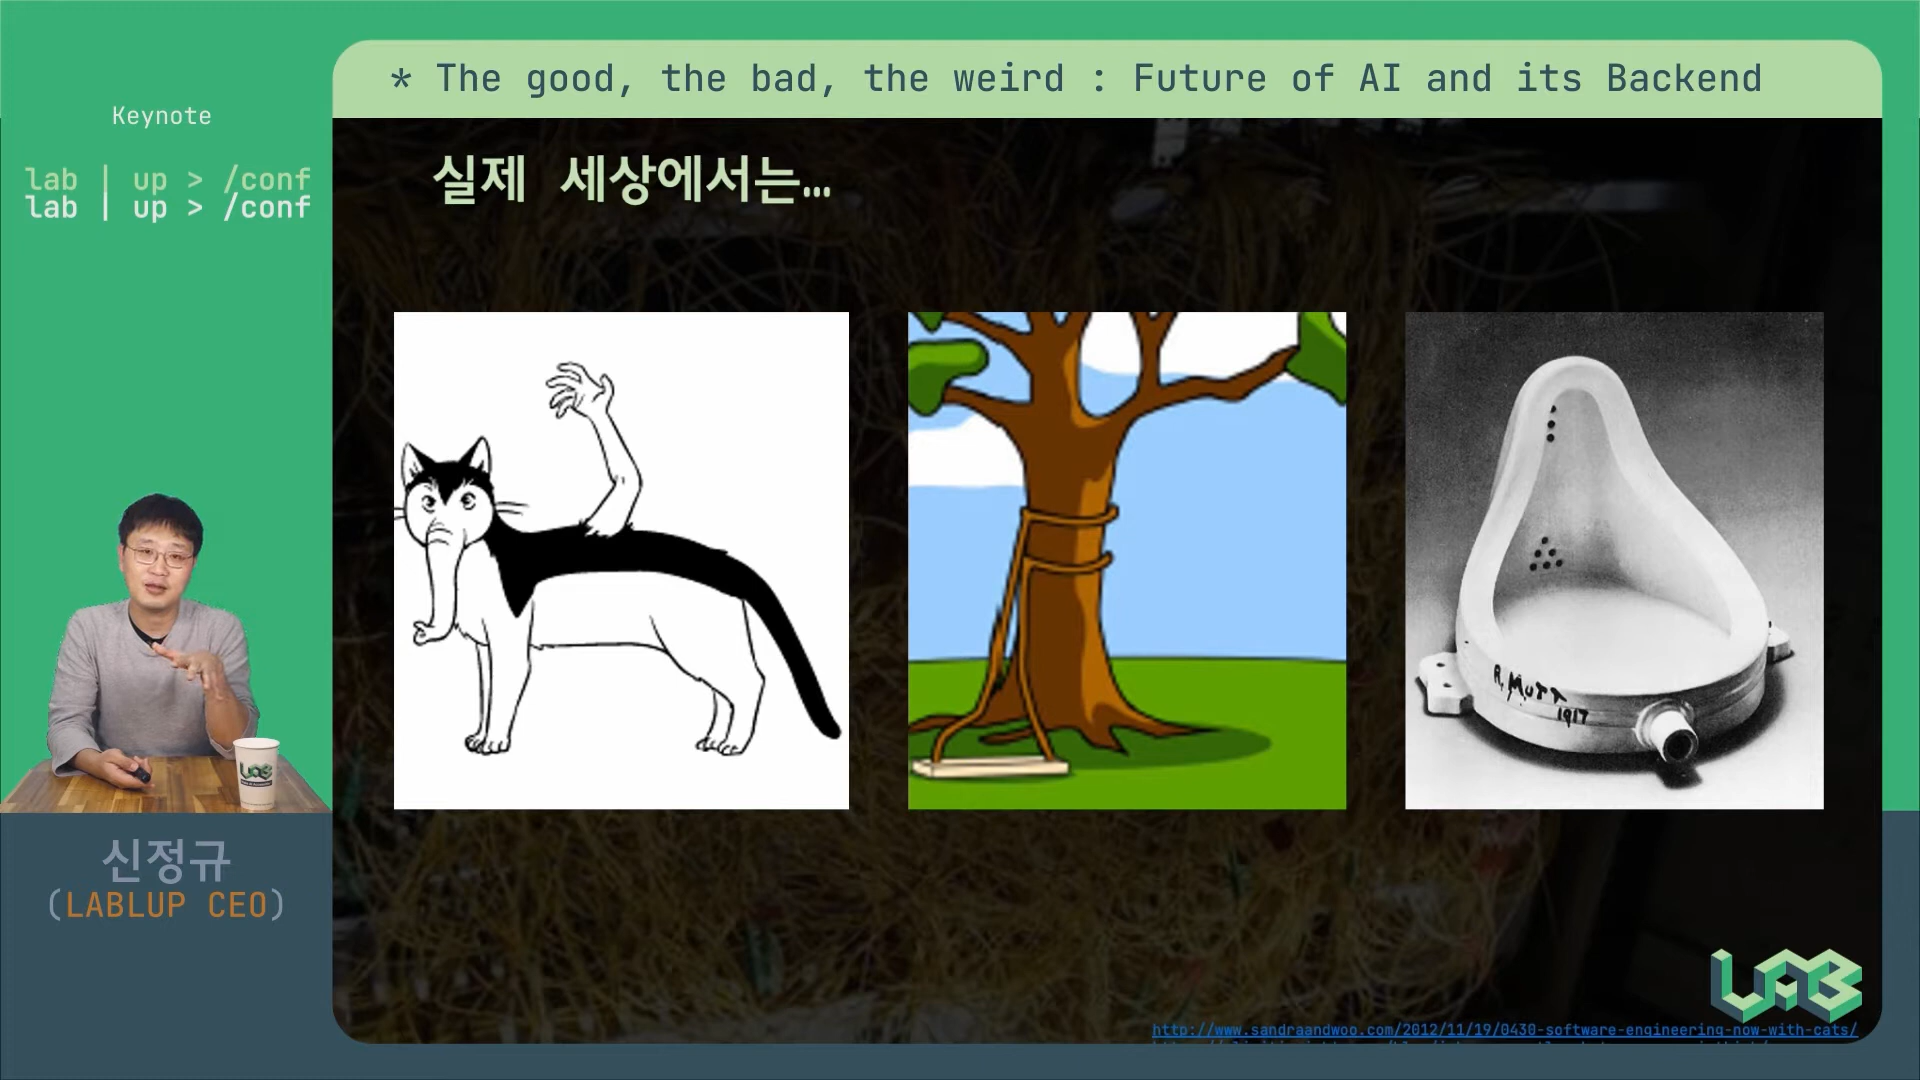 * The good, the bad, the weird : Future of AI and its Backend
Keynote
lab | up > /conf
lab | up > /conf
실제 세상에서는...
R. MUTT
1917
LAB
신정규
(LABLUP CEO)
LAB
http://www.sandraandwoo.com/2012/11/19/0430-software-engineering-now-with-cats/